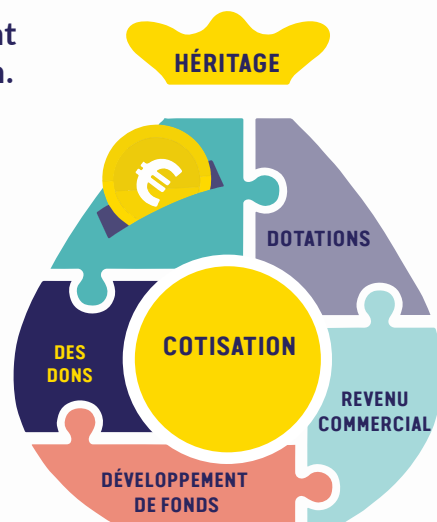 HÉRITAGE
€
DOTATIONS
DES
DONS
COTISATION
REVENU
COMMERCIAL
DÉVELOPPEMENT
DE FONDS